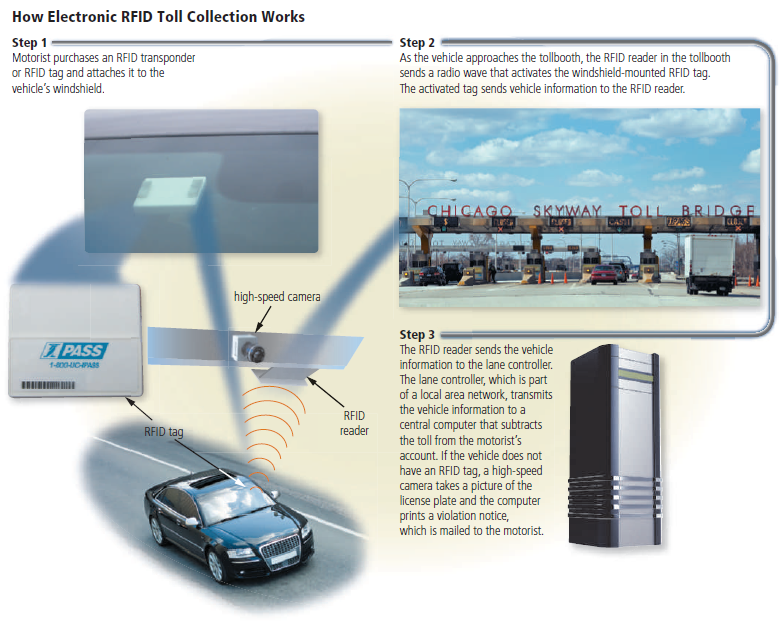 How Electronic RFID Toll Collection Works
Step 1
Motorist purchases an RFID transponder
or RFID tag and attaches it to the
vehicle's windshield.
Step 2
As the vehicle approaches the tollbooth, the RFID reader in the tollbooth
sends a radio wave that activates the windshield-mounted RFID tag.
The activated tag sends vehicle information to the RFID reader.
CHICAGO SKYWAY TOLL BRIDGE
high-speed camera
I PASS
1-800-UC-IPASS
RFID tag
RFID
reader
Step 3
The RFID reader sends the vehicle
information to the lane controller.
The lane controller, which is part
of a local area network, transmits
the vehicle information to a
central computer that subtracts
the toll from the motorist's
account. If the vehicle does not
have an RFID tag, a high-speed
camera takes a picture of the
license plate and the computer
prints a violation notice,
which is mailed to the motorist.